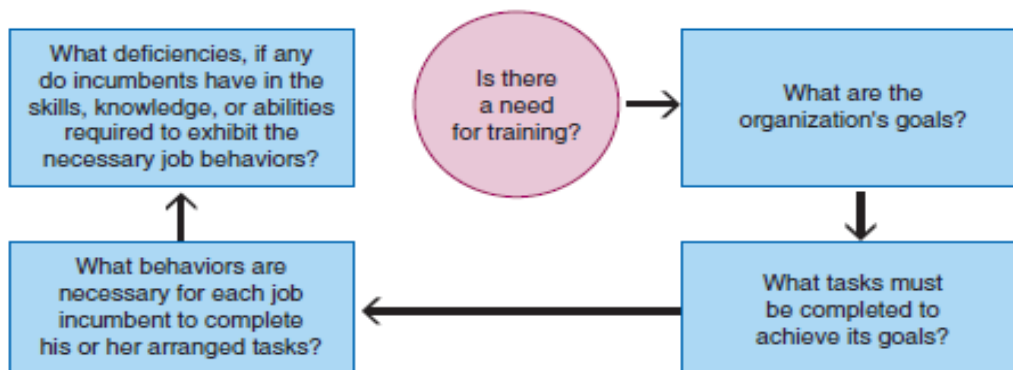 What deficiencies, if any
do incumbents have in the
skills, knowledge, or abilities
required to exhibit the
necessary job behaviors?
Is there
a need
for training?
What are the
organization's goals?
What behaviors are
necessary for each job
incumbent to complete
his or her arranged tasks?
What tasks must
be completed to
achieve its goals?